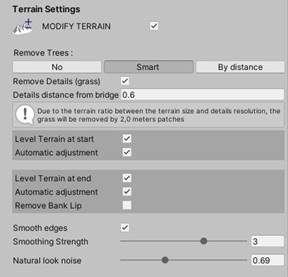 Terrain Settings
MODIFY TERRAIN
Remove Trees :
No Smart By distance
Remove Details (grass)
Details distance from bridge 0.6
Due to the terrain ratio between the terrain size and details resolution, the
grass will be removed by 2,0 meters patches
Level Terrain at start
Automatic adjustment
Level Terrain at end
Automatic adjustment
Remove Bank Lip
Smooth edges
Smoothing Strength 3
Natural look noise 0.69